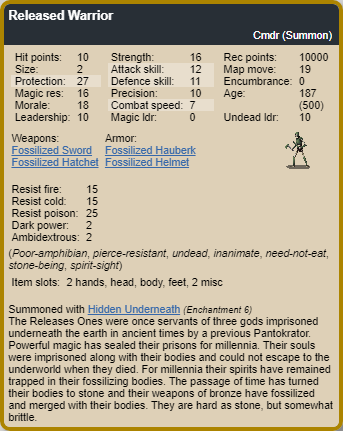 Released Warrior
Cmdr (Summon)
Hit points: 10 Strength: 16 Rec points: 10000
Size: 2 Attack skill: 12 Map move: 19
Protection: 27 Defence skill: 11 Encumbrance: 0
Magic res: 16 Precision: 10 Age: 187
Morale: 18 Combat speed: 7 (500)
Leadership: 10 Magic ldr: 0 Undead ldr: 10
Weapons: Armor:
Fossilized Sword Fossilized Hauberk
Fossilized Hatchet Fossilized Helmet
Resist fire: 15
Resist cold: 15
Resist poison: 25
Dark power: 2
Ambidextrous: 2
(Poor-amphibian, pierce-resistant, undead, inanimate, need-not-eat,
stone-being, spirit-sight)
Item slots: 2 hands, head, body, feet, 2 misc
Summoned with Hidden Underneath (Enchantment 6)
The Releases Ones were once servants of three gods imprisoned
underneath the earth in ancient times by a previous Pantokrator.
Powerful magic has sealed their prisons for millennia. Their souls
were imprisoned along with their bodies and could not escape to the
underworld when they died. For millennia their spirits have remained
trapped in their fossilizing bodies. The passage of time has turned
their bodies to stone and their weapons of bronze have fossilized
and merged with their bodies. They are hard as stone, but somewhat
brittle.